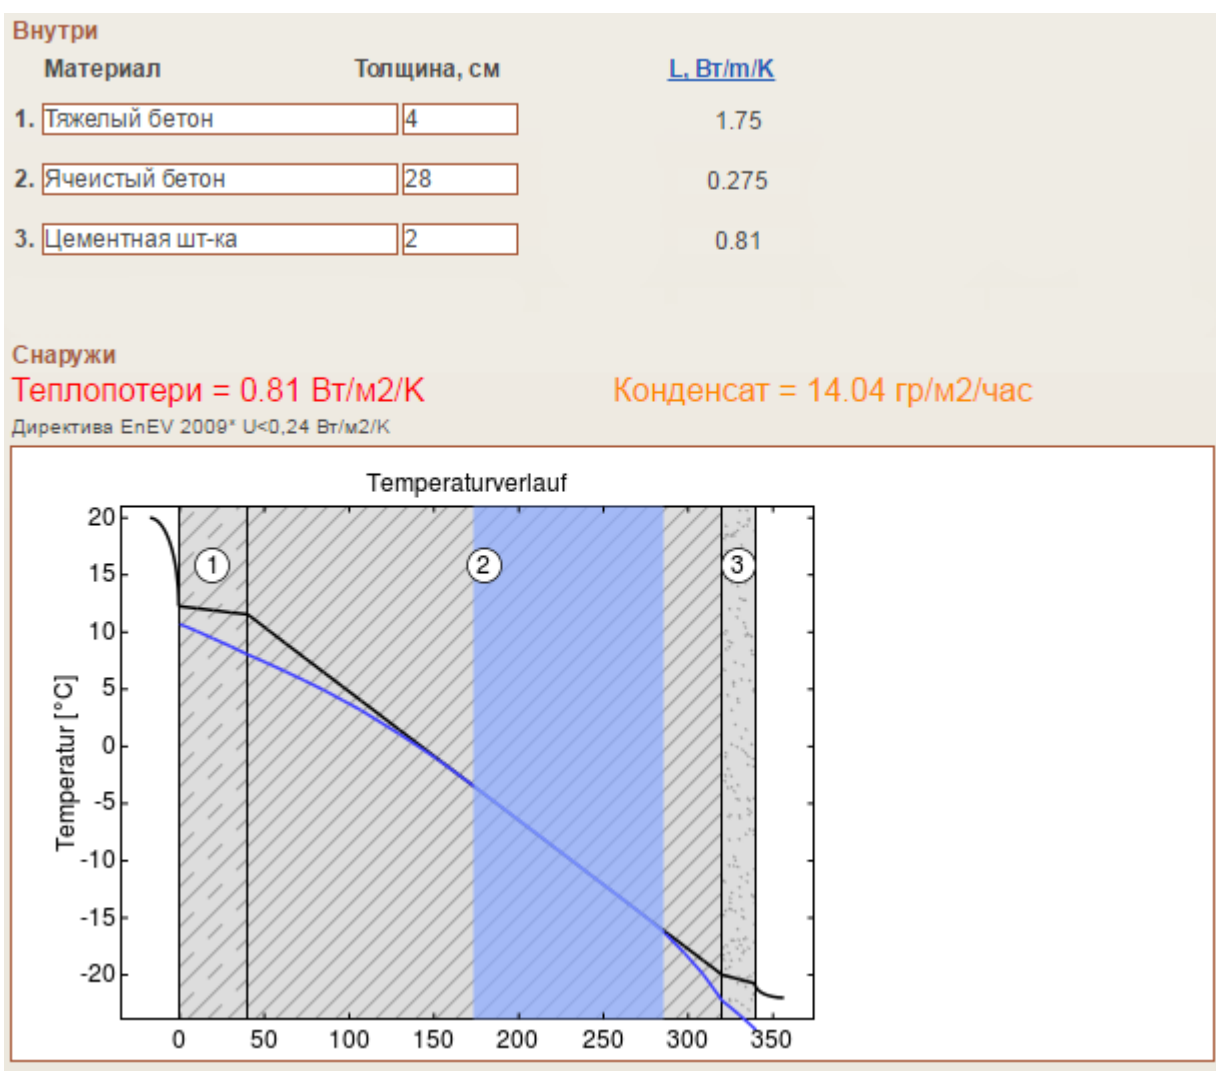 Внутри
Материал Толщина, см L, Вт/m/K
1. Тяжелый бетон 4 1.75
2. Ячеистый бетон 28 0.275
3. Цементная шт-ка 2 0.81
Снаружи
Теплопотери = 0.81 Вт/м2/K Конденсат = 14.04 гр/м2/час
Директива EnEV 2009* U<0,24 Вт/м2/K
Temperaturverlauf
20
15
10
5
0
-5
-10
-15
-20
Temperatur [°C]
1 2 3
0 50 100 150 200 250 300 350